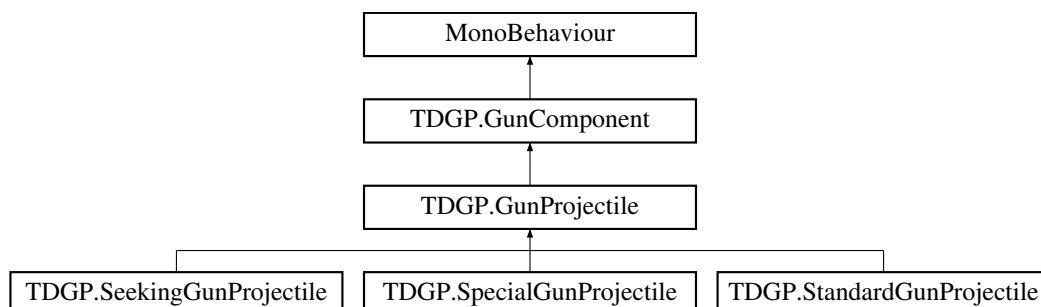 MonoBehaviour
TDGP.GunComponent
TDGP.GunProjectile
TDGP.SeekingGunProjectile TDGP.SpecialGunProjectile TDGP.StandardGunProjectile